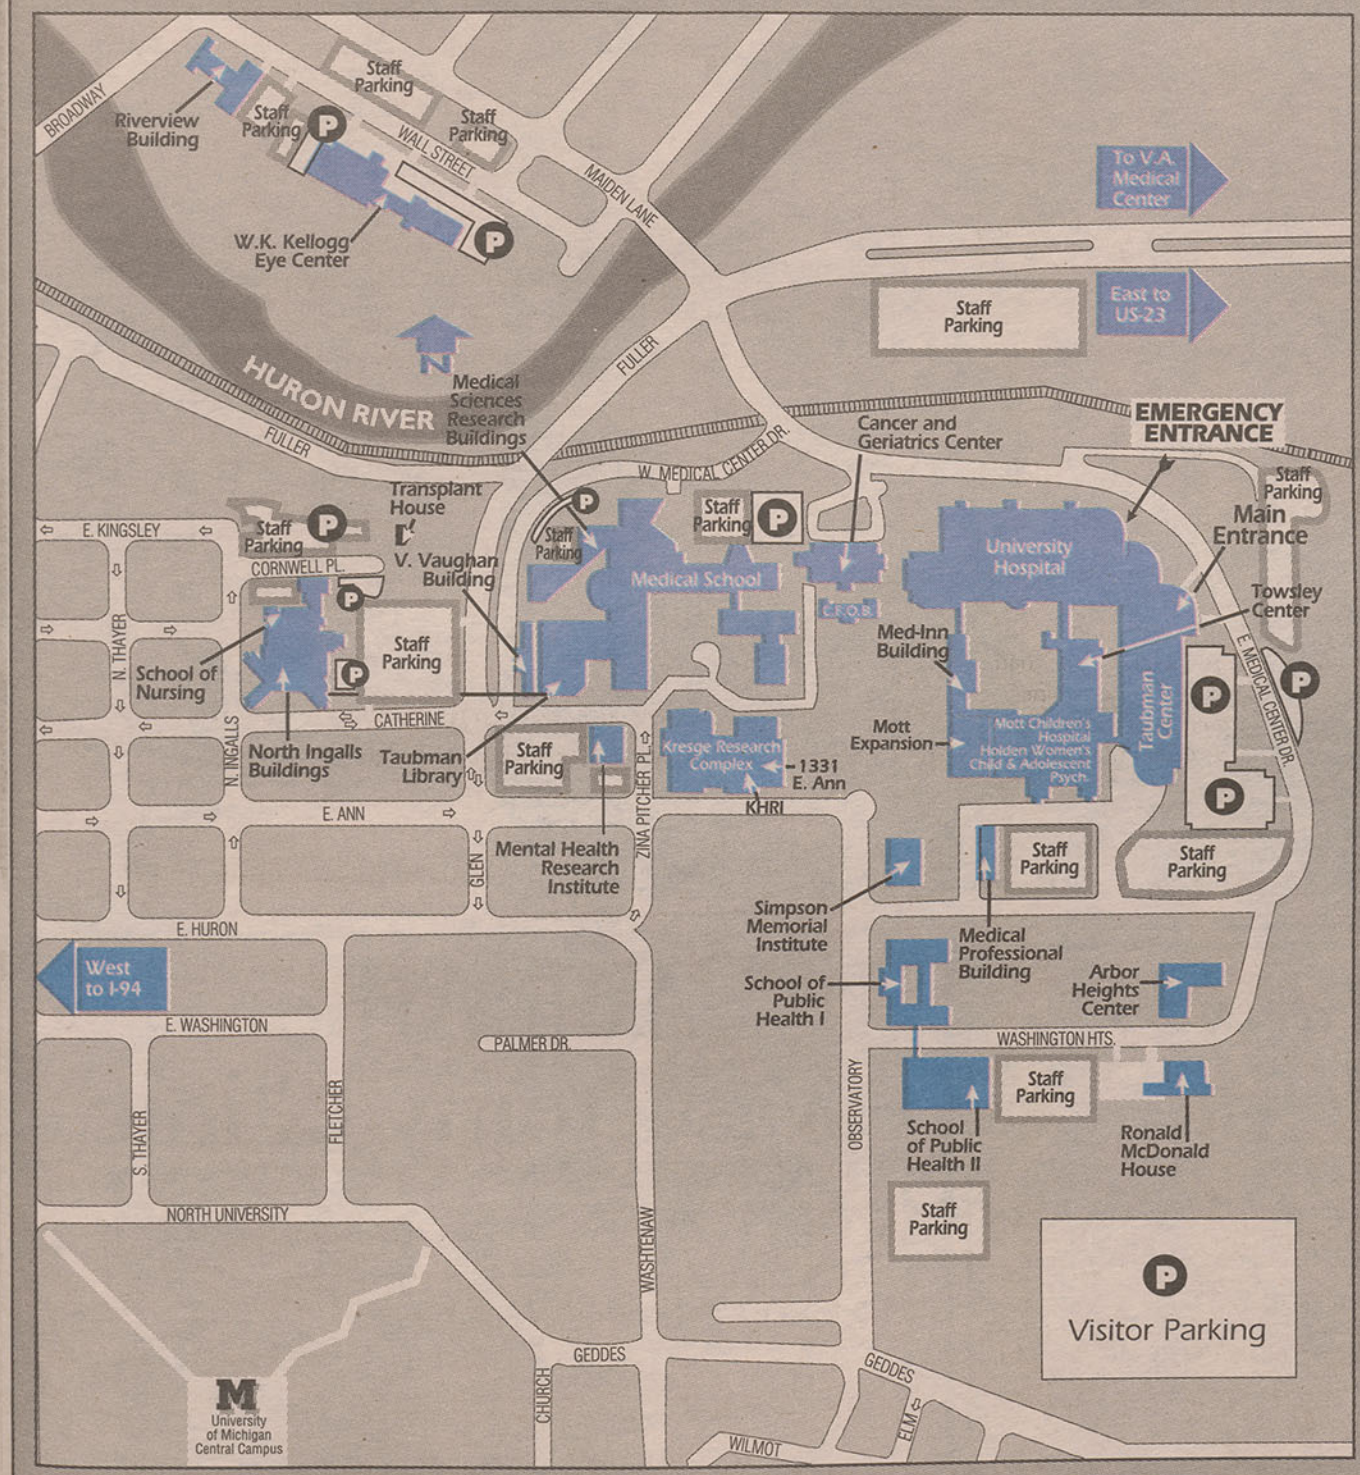 BROADWAY
Riverview
Building
Staff
Parking
Staff
Parking
Staff
Parking
P
WALL STREET
MAIDEN LANE
W.K. Kellogg
Eye Center
P
To V.A.
Medical
Center
East to
US-23
Staff
Parking
N
HURON RIVER
FULLER
FULLER
Medical
Sciences
Research
Buildings
W. MEDICAL CENTER DR.
Cancer and
Geriatrics Center
EMERGENCY
ENTRANCE
Staff
Parking
Main
Entrance
Towsley
Center
E. KINGSLEY
Staff
Parking
P
CORNWELL PL.
Transplant
House
V. Vaughan
Building
P
Staff
Parking
Staff
Parking
P
Medical School
C.F.O.B.
University
Hospital
Med-Inn
Building
N. THAYER
School of
Nursing
P
P
Staff
Parking
CATHERINE
N. INGALLS
North Ingalls
Buildings
Taubman
Library
Staff
Parking
ZINA PITCHER PL.
Kresge Research
Complex
1331
E. Ann
KHRI
Mott
Expansion
Mott Children's
Hospital
Holden Women's
Child & Adolescent
Psych.
Taubman
Center
P
P
P
E. MEDICAL CENTER DR.
E. ANN
GLEN
Mental Health
Research
Institute
Staff
Parking
Staff
Parking
Simpson
Memorial
Institute
Medical
Professional
Building
E. HURON
West
to I-94
School of
Public
Health I
Arbor
Heights
Center
E. WASHINGTON
PALMER DR.
WASHINGTON HTS.
S. THAYER
FLETCHER
OBSERVATORY
Staff
Parking
School
of Public
Health II
Ronald
McDonald
House
NORTH UNIVERSITY
WASHTENAW
Staff
Parking
P
Visitor Parking
GEDDES
GEDDES
CHURCH
ELM
WILMOT
M
University
of Michigan
Central Campus